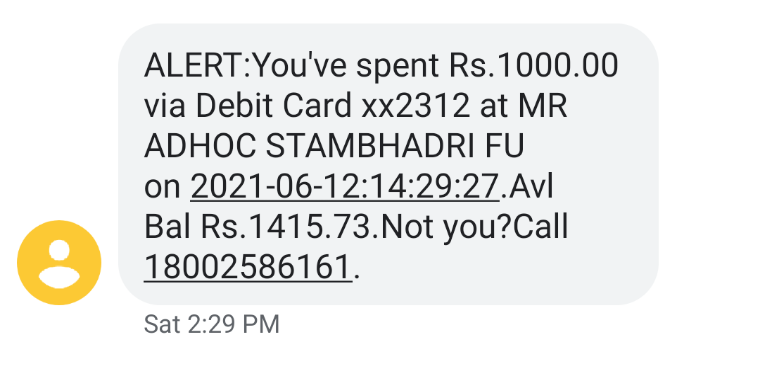 ALERT:You've spent Rs.1000.00
via Debit Card xx2312 at MR
ADHOC STAMBHADRI FU
on 2021-06-12:14:29:27.Avl
Bal Rs.1415.73.Not you?Call
18002586161.
Sat 2:29 PM